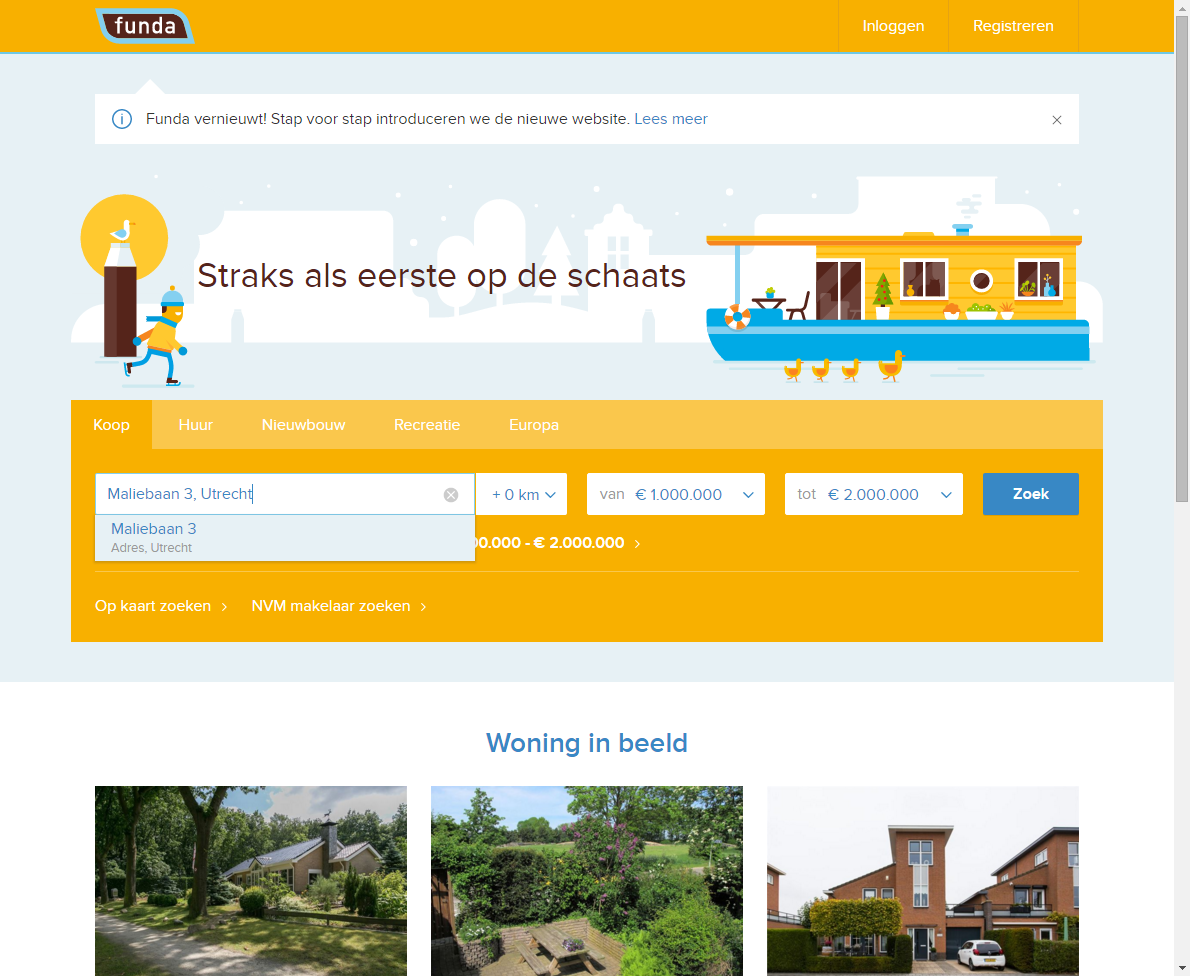 funda
Inloggen
Registreren
Funda vernieuwt! Stap voor stap introduceren we de nieuwe website. Lees meer
Straks als eerste op de schaats
Koop
Huur
Nieuwbouw
Recreatie
Europa
Maliebaan 3, Utrecht
+ 0 km
van € 1.000.000
tot € 2.000.000
Zoek
Maliebaan 3
Adres, Utrecht
00.000 - € 2.000.000
Op kaart zoeken
NVM makelaar zoeken
Woning in beeld